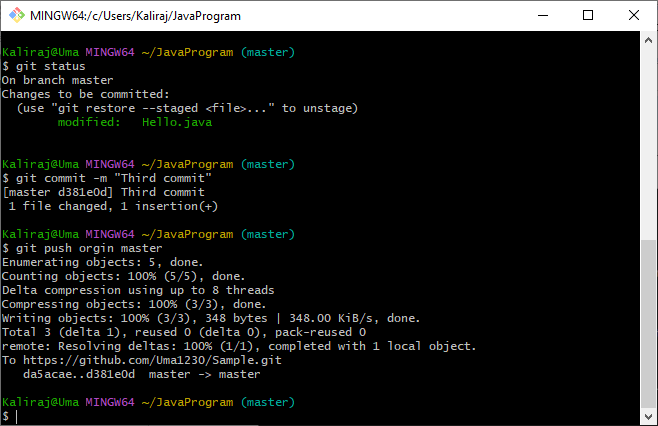 MINGW64:/c/Users/Kaliraj/JavaProgram
Kaliraj@Uma MINGW64 ~/JavaProgram (master)
$ git status
On branch master
Changes to be committed:
  (use "git restore --staged <file>..." to unstage)
        modified:   Hello.java
Kaliraj@Uma MINGW64 ~/JavaProgram (master)
$ git commit -m "Third commit"
[master d381e0d] Third commit
 1 file changed, 1 insertion(+)
Kaliraj@Uma MINGW64 ~/JavaProgram (master)
$ git push orgin master
Enumerating objects: 5, done.
Counting objects: 100% (5/5), done.
Delta compression using up to 8 threads
Compressing objects: 100% (3/3), done.
Writing objects: 100% (3/3), 348 bytes | 348.00 KiB/s, done.
Total 3 (delta 1), reused 0 (delta 0), pack-reused 0
remote: Resolving deltas: 100% (1/1), completed with 1 local object.
To https://github.com/Uma1230/Sample.git
   da5acae..d381e0d  master -> master
Kaliraj@Uma MINGW64 ~/JavaProgram (master)
$